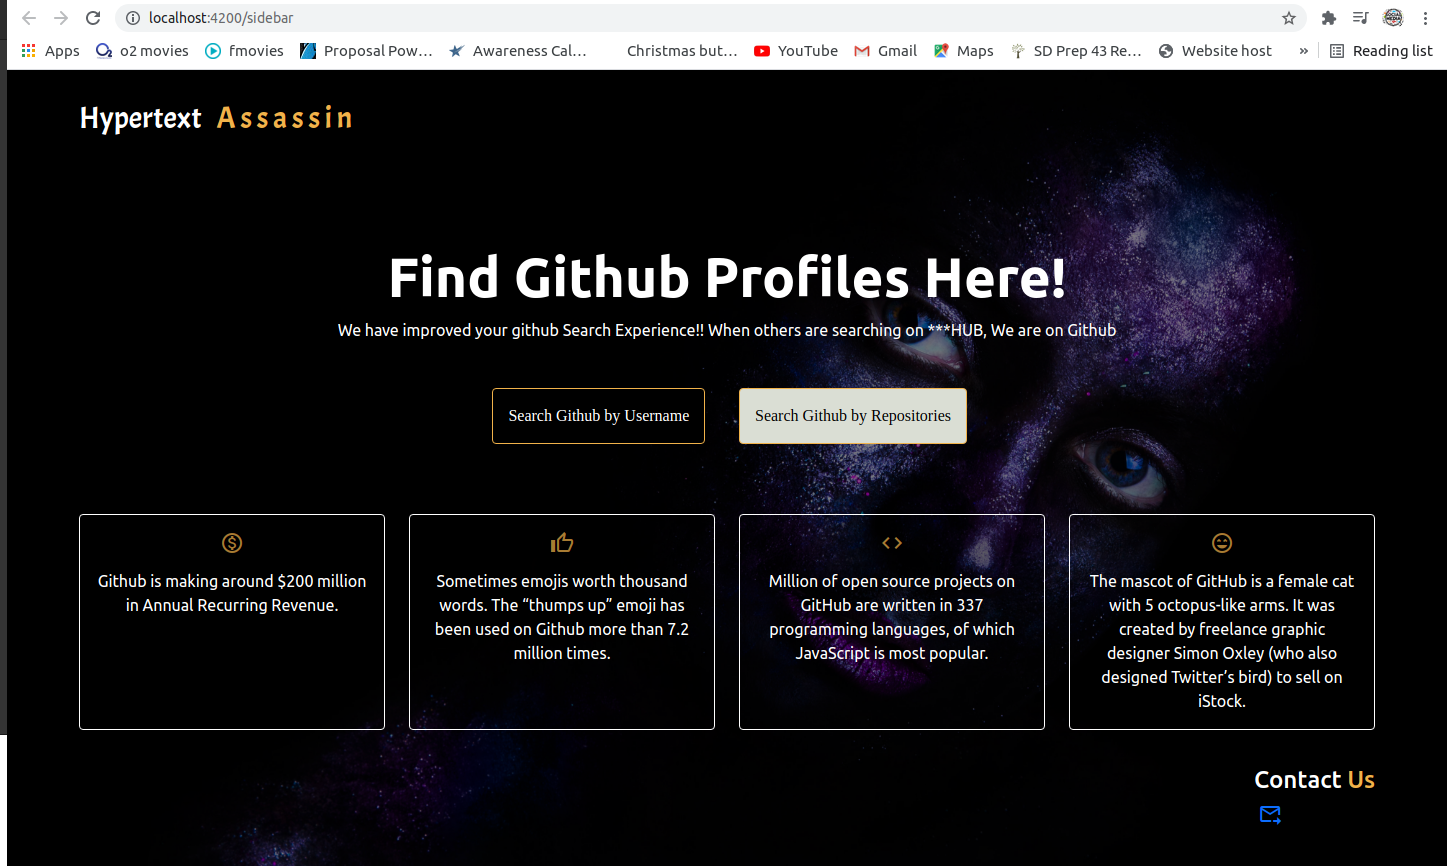 localhost:4200/sidebar
Apps o2 movies fmovies Proposal Pow… Awareness Cal… Christmas but… YouTube Gmail Maps SD Prep 43 Re… Website host » Reading list
Hypertext Assassin
Find Github Profiles Here!
We have improved your github Search Experience!! When others are searching on ***HUB, We are on Github
Search Github by Username
Search Github by Repositories
Github is making around $200 million
in Annual Recurring Revenue.
Sometimes emojis worth thousand
words. The “thumps up” emoji has
been used on Github more than 7.2
million times.
Million of open source projects on
GitHub are written in 337
programming languages, of which
JavaScript is most popular.
The mascot of GitHub is a female cat
with 5 octopus-like arms. It was
created by freelance graphic
designer Simon Oxley (who also
designed Twitter’s bird) to sell on
iStock.
Contact Us